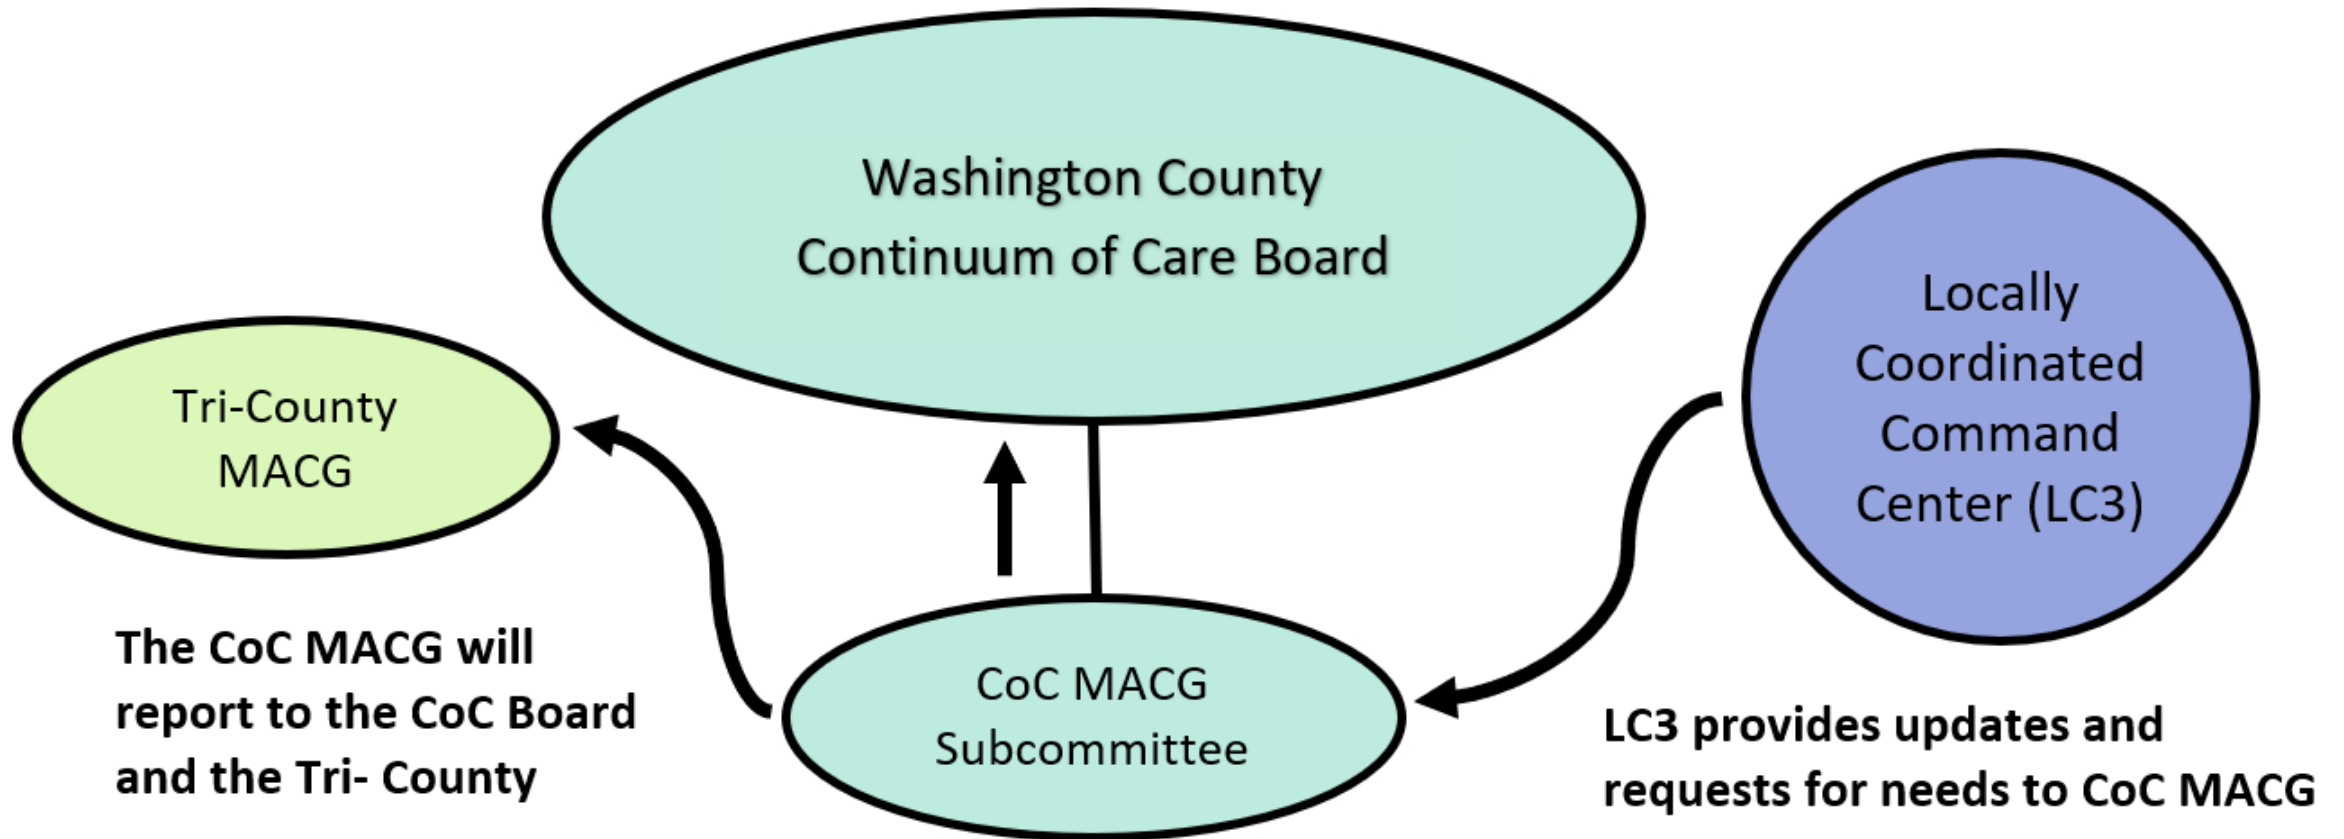 Washington County
Continuum of Care Board
Locally
Coordinated
Command
Center (LC3)
Tri-County
MACG
The CoC MACG will
report to the CoC Board
and the Tri- County
CoC MACG
Subcommittee
LC3 provides updates and
requests for needs to CoC MACG